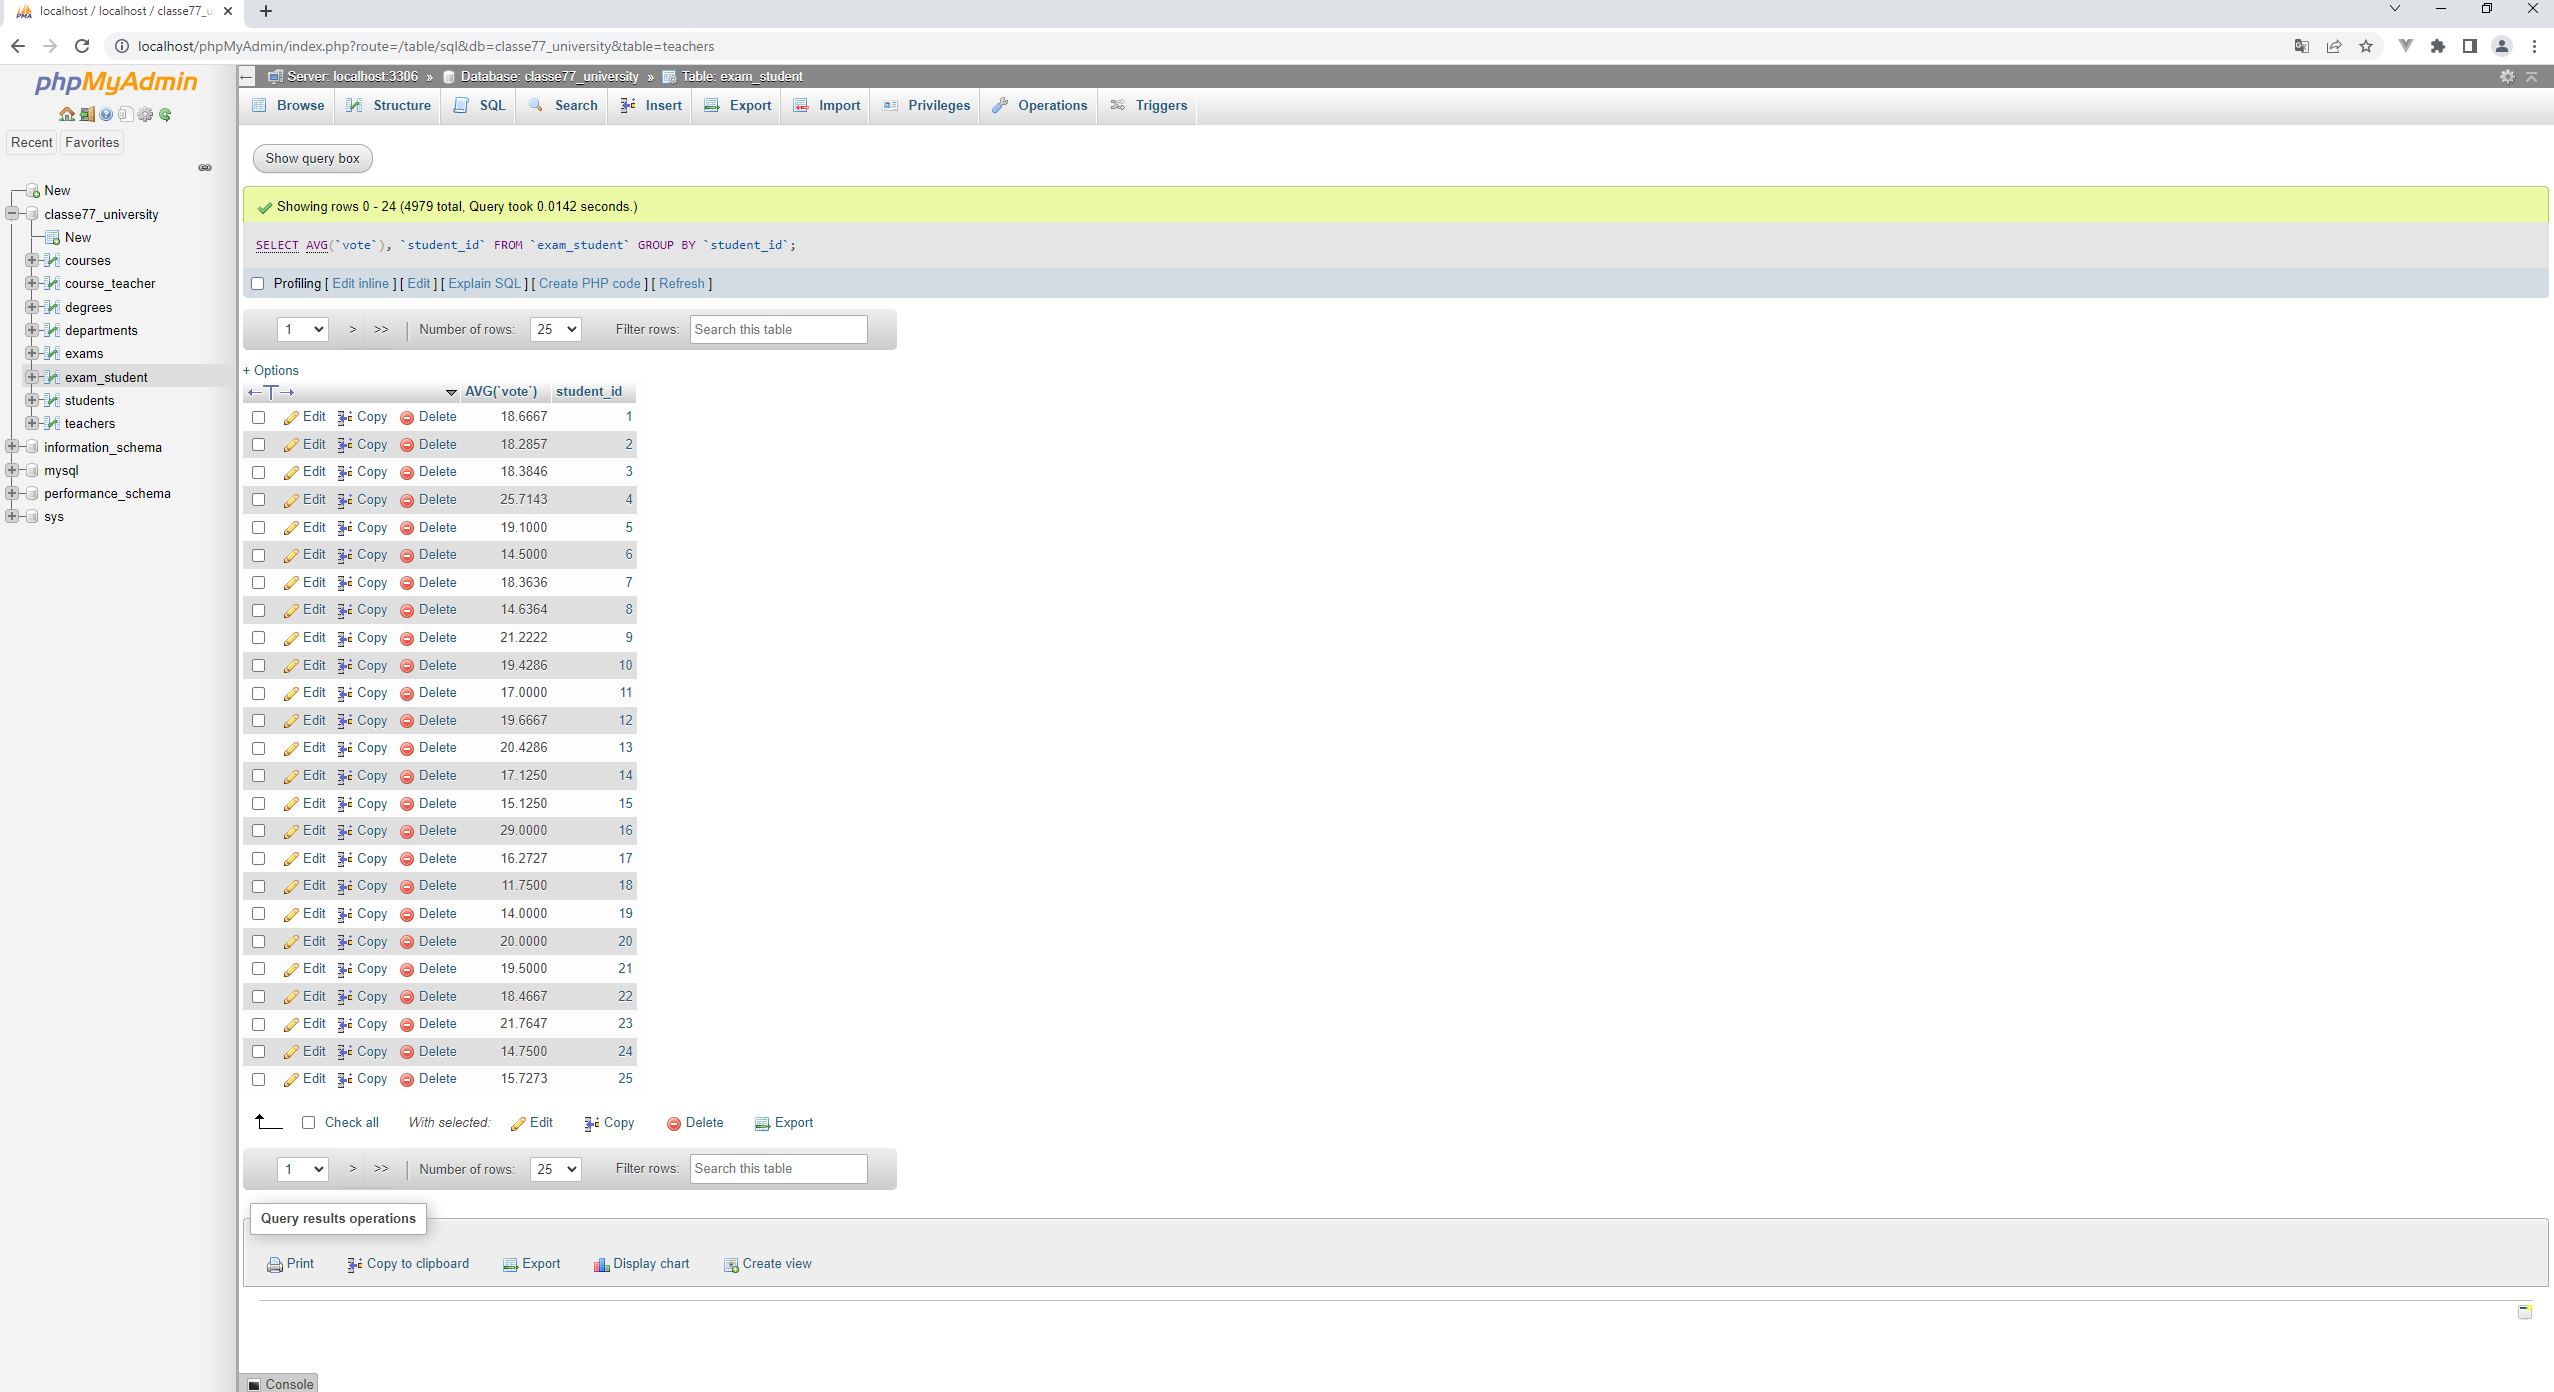 localhost / localhost / classe77_u
localhost/phpMyAdmin/index.php?route=/table/sql&db=classe77_university&table=teachers
phpMyAdmin
Recent Favorites
New
classe77_university
New
courses
course_teacher
degrees
departments
exams
exam_student
students
teachers
information_schema
mysql
performance_schema
sys
Server: localhost:3306 » Database: classe77_university » Table: exam_student
Browse Structure SQL Search Insert Export Import Privileges Operations Triggers
Show query box
Showing rows 0 - 24 (4979 total, Query took 0.0142 seconds.)
SELECT AVG(`vote`), `student_id` FROM `exam_student` GROUP BY `student_id`;
Profiling [ Edit inline ] [ Edit ] [ Explain SQL ] [ Create PHP code ] [ Refresh ]
1 > >> | Number of rows: 25 Filter rows: Search this table
+ Options
←T→ AVG(`vote`) student_id
Edit Copy Delete 18.6667 1
Edit Copy Delete 18.2857 2
Edit Copy Delete 18.3846 3
Edit Copy Delete 25.7143 4
Edit Copy Delete 19.1000 5
Edit Copy Delete 14.5000 6
Edit Copy Delete 18.3636 7
Edit Copy Delete 14.6364 8
Edit Copy Delete 21.2222 9
Edit Copy Delete 19.4286 10
Edit Copy Delete 17.0000 11
Edit Copy Delete 19.6667 12
Edit Copy Delete 20.4286 13
Edit Copy Delete 17.1250 14
Edit Copy Delete 15.1250 15
Edit Copy Delete 29.0000 16
Edit Copy Delete 16.2727 17
Edit Copy Delete 11.7500 18
Edit Copy Delete 14.0000 19
Edit Copy Delete 20.0000 20
Edit Copy Delete 19.5000 21
Edit Copy Delete 18.4667 22
Edit Copy Delete 21.7647 23
Edit Copy Delete 14.7500 24
Edit Copy Delete 15.7273 25
Check all With selected: Edit Copy Delete Export
1 > >> | Number of rows: 25 Filter rows: Search this table
Query results operations
Print Copy to clipboard Export Display chart Create view
Console